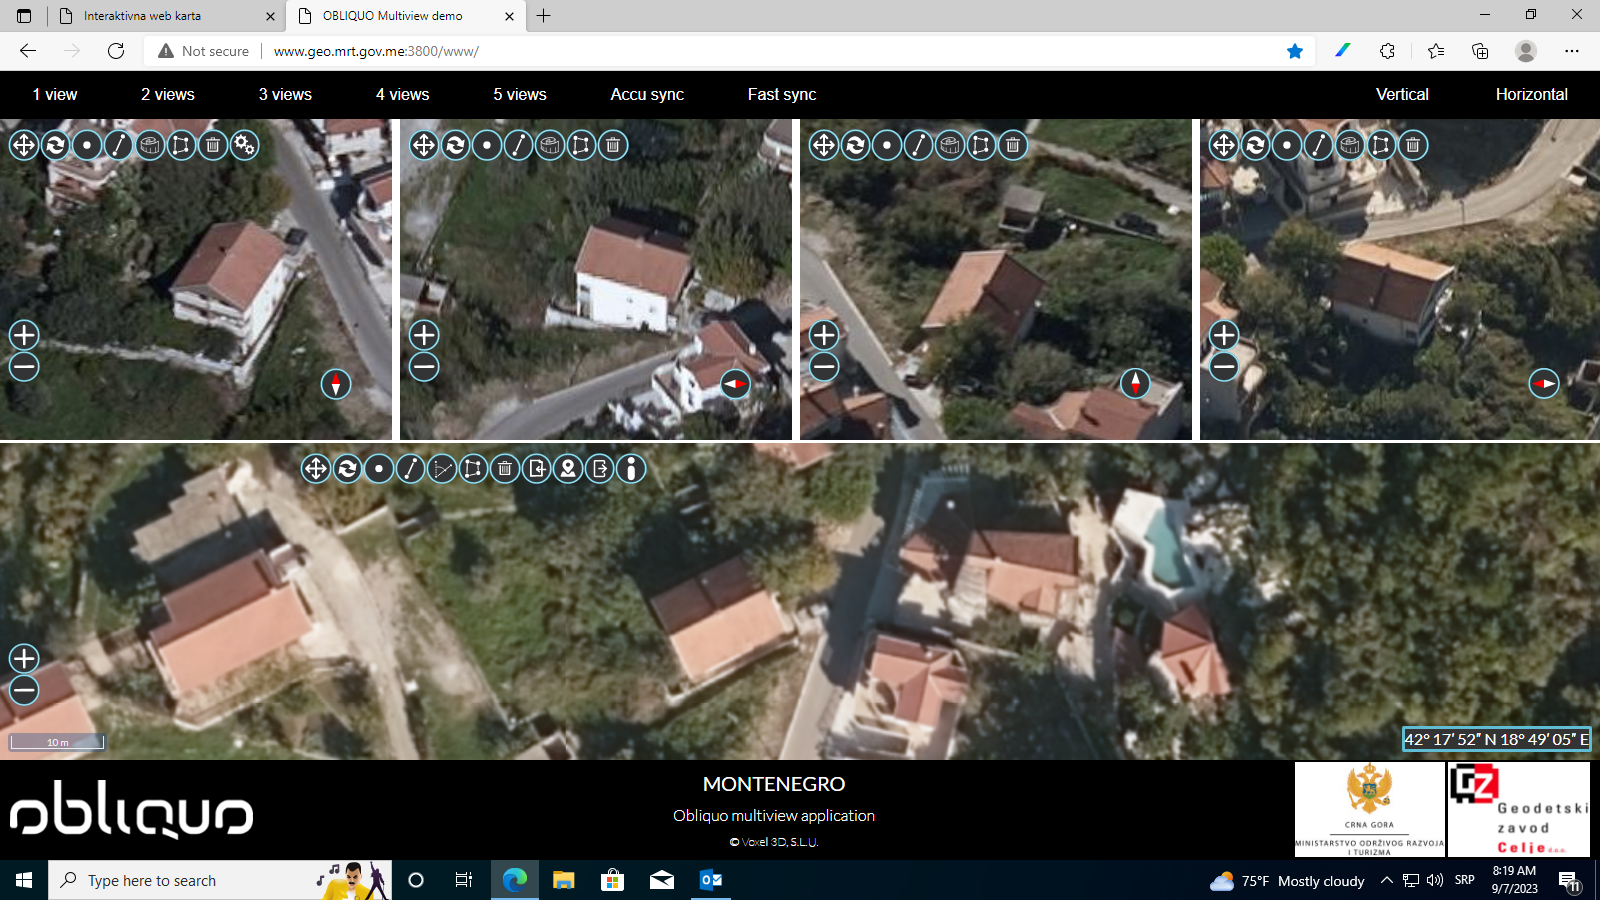 Interaktivna web karta
OBLIQUO Multiview demo
Not secure
www.geo.mrt.gov.me:3800/www/
1 view
2 views
3 views
4 views
5 views
Accu sync
Fast sync
Vertical
Horizontal
10 m
42° 17′ 52″ N 18° 49′ 05″ E
obliquo
MONTENEGRO
Obliquo multiview application
© Voxel 3D, S.L.U.
CRNA GORA
MINISTARSTVO ODRŽIVOG RAZVOJA
I TURIZMA
GZ
Geodetski
zavod
Celje d.o.o.
Type here to search
75°F Mostly cloudy
SRP
8:19 AM
9/7/2023
11